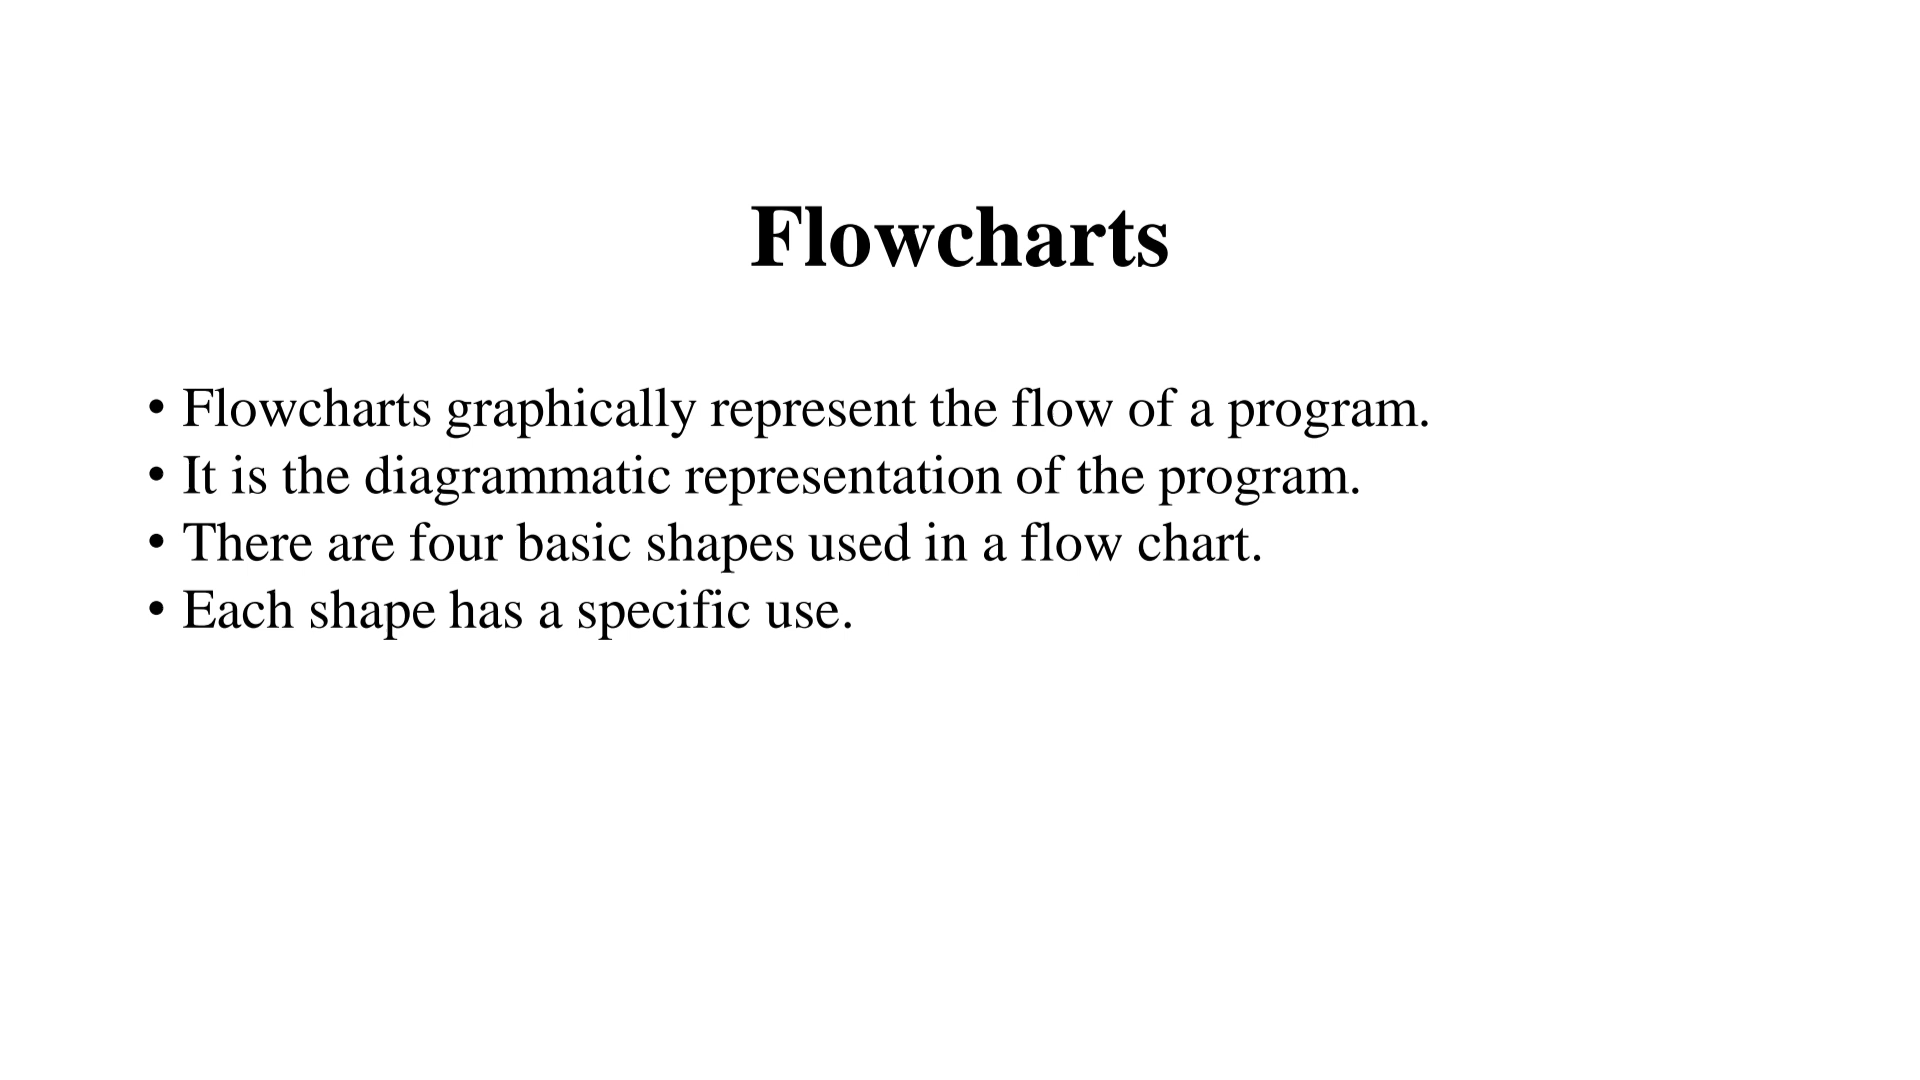 Flowcharts
• Flowcharts graphically represent the flow of a program.
• It is the diagrammatic representation of the program.
• There are four basic shapes used in a flow chart.
• Each shape has a specific use.